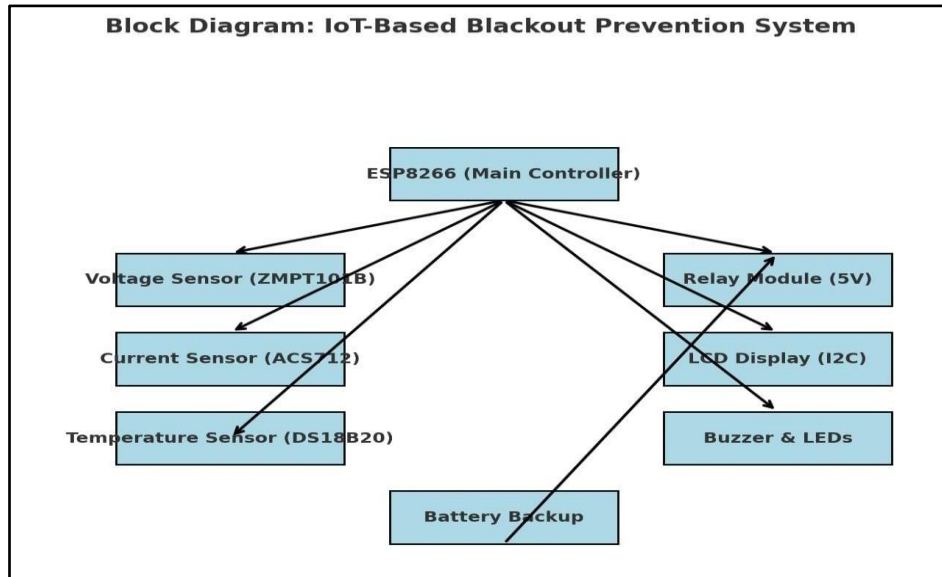 Block Diagram: IoT-Based Blackout Prevention System
ESP8266 (Main Controller)
Voltage Sensor (ZMPT101B)
Relay Module (5V)
Current Sensor (ACS712)
LCD Display (I2C)
Temperature Sensor (DS18B20)
Buzzer & LEDs
Battery Backup